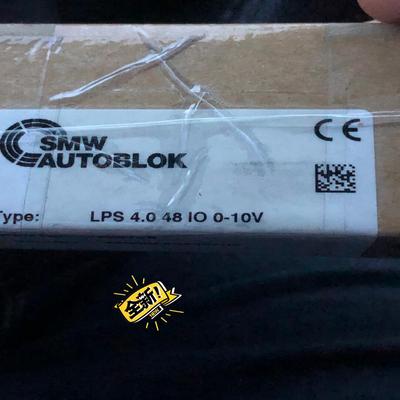 SMW
AUTOBLOK
CE
Type: LPS 4.0 48 IO 0-10V
全新!